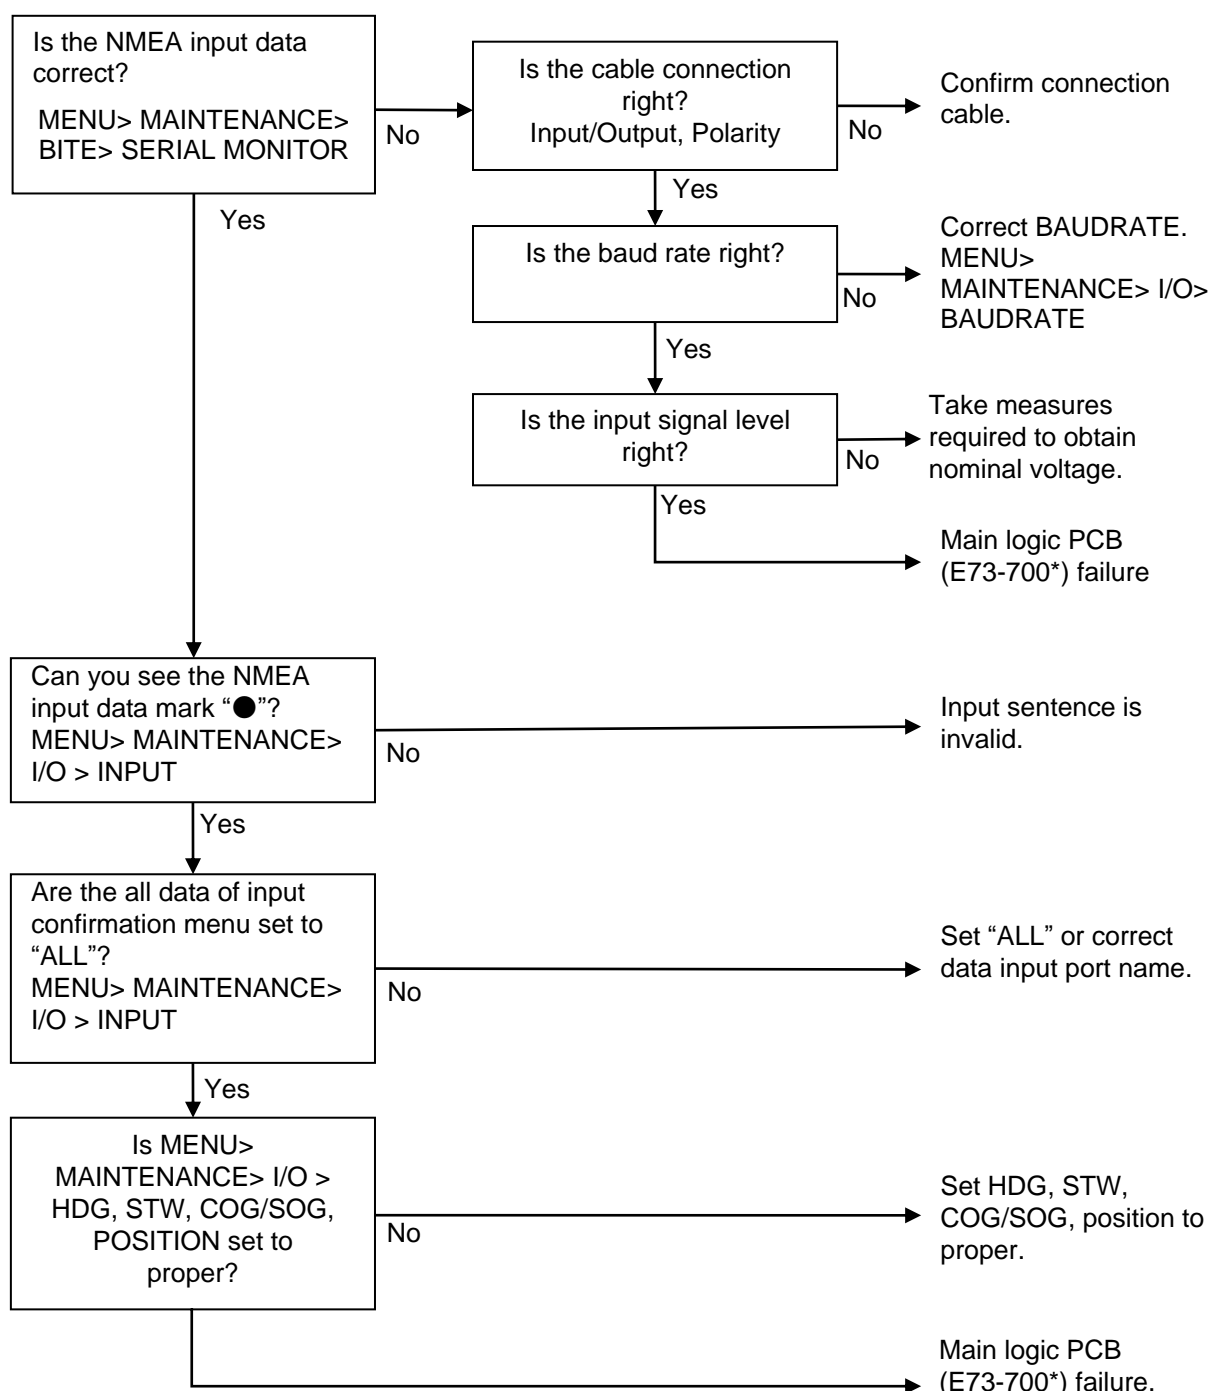 Is the NMEA input data
correct?
MENU> MAINTENANCE>
BITE> SERIAL MONITOR
No
Is the cable connection
right?
Input/Output, Polarity
No
Confirm connection
cable.
Yes
Yes
Is the baud rate right?
No
Correct BAUDRATE.
MENU>
MAINTENANCE> I/O>
BAUDRATE
Yes
Is the input signal level
right?
No
Take measures
required to obtain
nominal voltage.
Yes
Main logic PCB
(E73-700*) failure
Can you see the NMEA
input data mark “●”?
MENU> MAINTENANCE>
I/O > INPUT
No
Input sentence is
invalid.
Yes
Are the all data of input
confirmation menu set to
“ALL”?
MENU> MAINTENANCE>
I/O > INPUT
No
Set “ALL” or correct
data input port name.
Yes
Is MENU>
MAINTENANCE> I/O >
HDG, STW, COG/SOG,
POSITION set to
proper?
No
Set HDG, STW,
COG/SOG, position to
proper.
Main logic PCB
(E73-700*) failure.